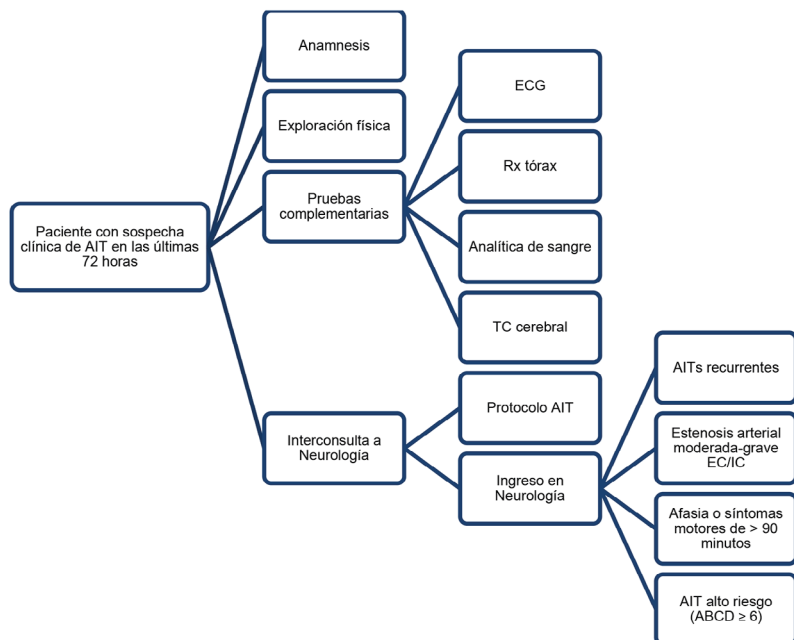 Paciente con sospecha
clínica de AIT en las últimas
72 horas
Anamnesis
Exploración física
Pruebas
complementarias
ECG
Rx tórax
Analítica de sangre
TC cerebral
Interconsulta a
Neurología
Protocolo AIT
Ingreso en
Neurología
AITs recurrentes
Estenosis arterial
moderada-grave
EC/IC
Afasia o síntomas
motores de > 90
minutos
AIT alto riesgo
(ABCD ≥ 6)